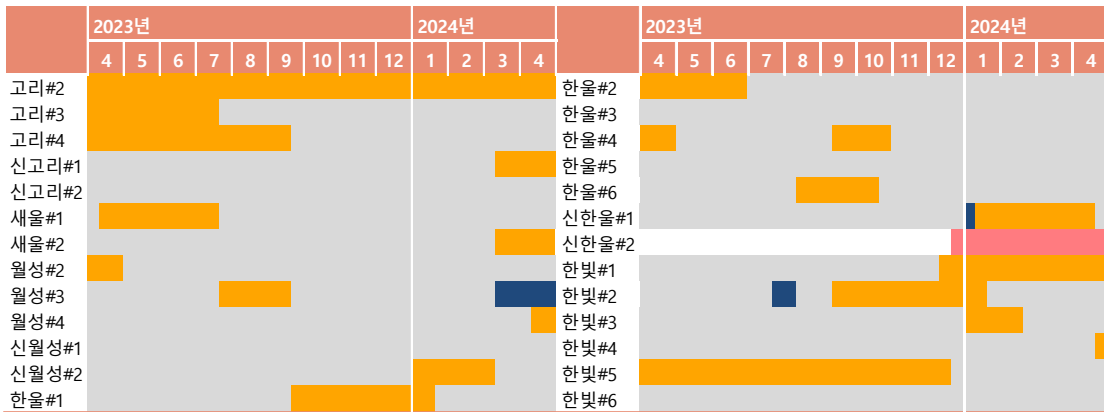 2023년 2024년 2023년 2024년
4 5 6 7 8 9 10 11 12 1 2 3 4 4 5 6 7 8 9 10 11 12 1 2 3 4
고리#2 한울#2
고리#3 한울#3
고리#4 한울#4
신고리#1 한울#5
신고리#2 한울#6
새울#1 신한울#1
새울#2 신한울#2
월성#2 한빛#1
월성#3 한빛#2
월성#4 한빛#3
신월성#1 한빛#4
신월성#2 한빛#5
한울#1 한빛#6